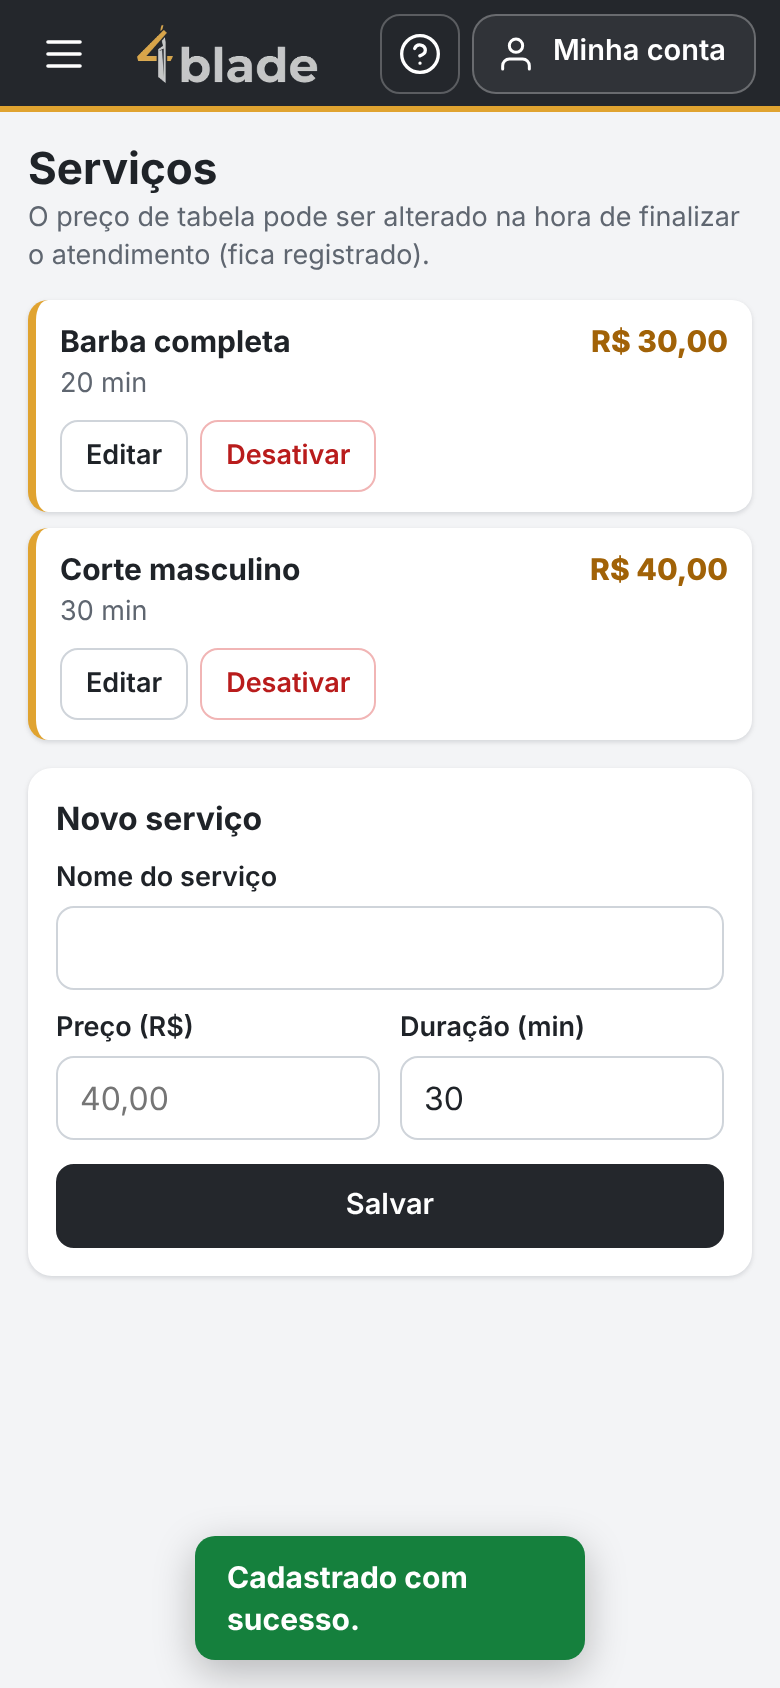 4blade
Minha conta
Serviços
O preço de tabela pode ser alterado na hora de finalizar
o atendimento (fica registrado).
Barba completa
R$ 30,00
20 min
Editar
Desativar
Corte masculino
R$ 40,00
30 min
Editar
Desativar
Novo serviço
Nome do serviço
Preço (R$)
Duração (min)
40,00
30
Salvar
Cadastrado com
sucesso.